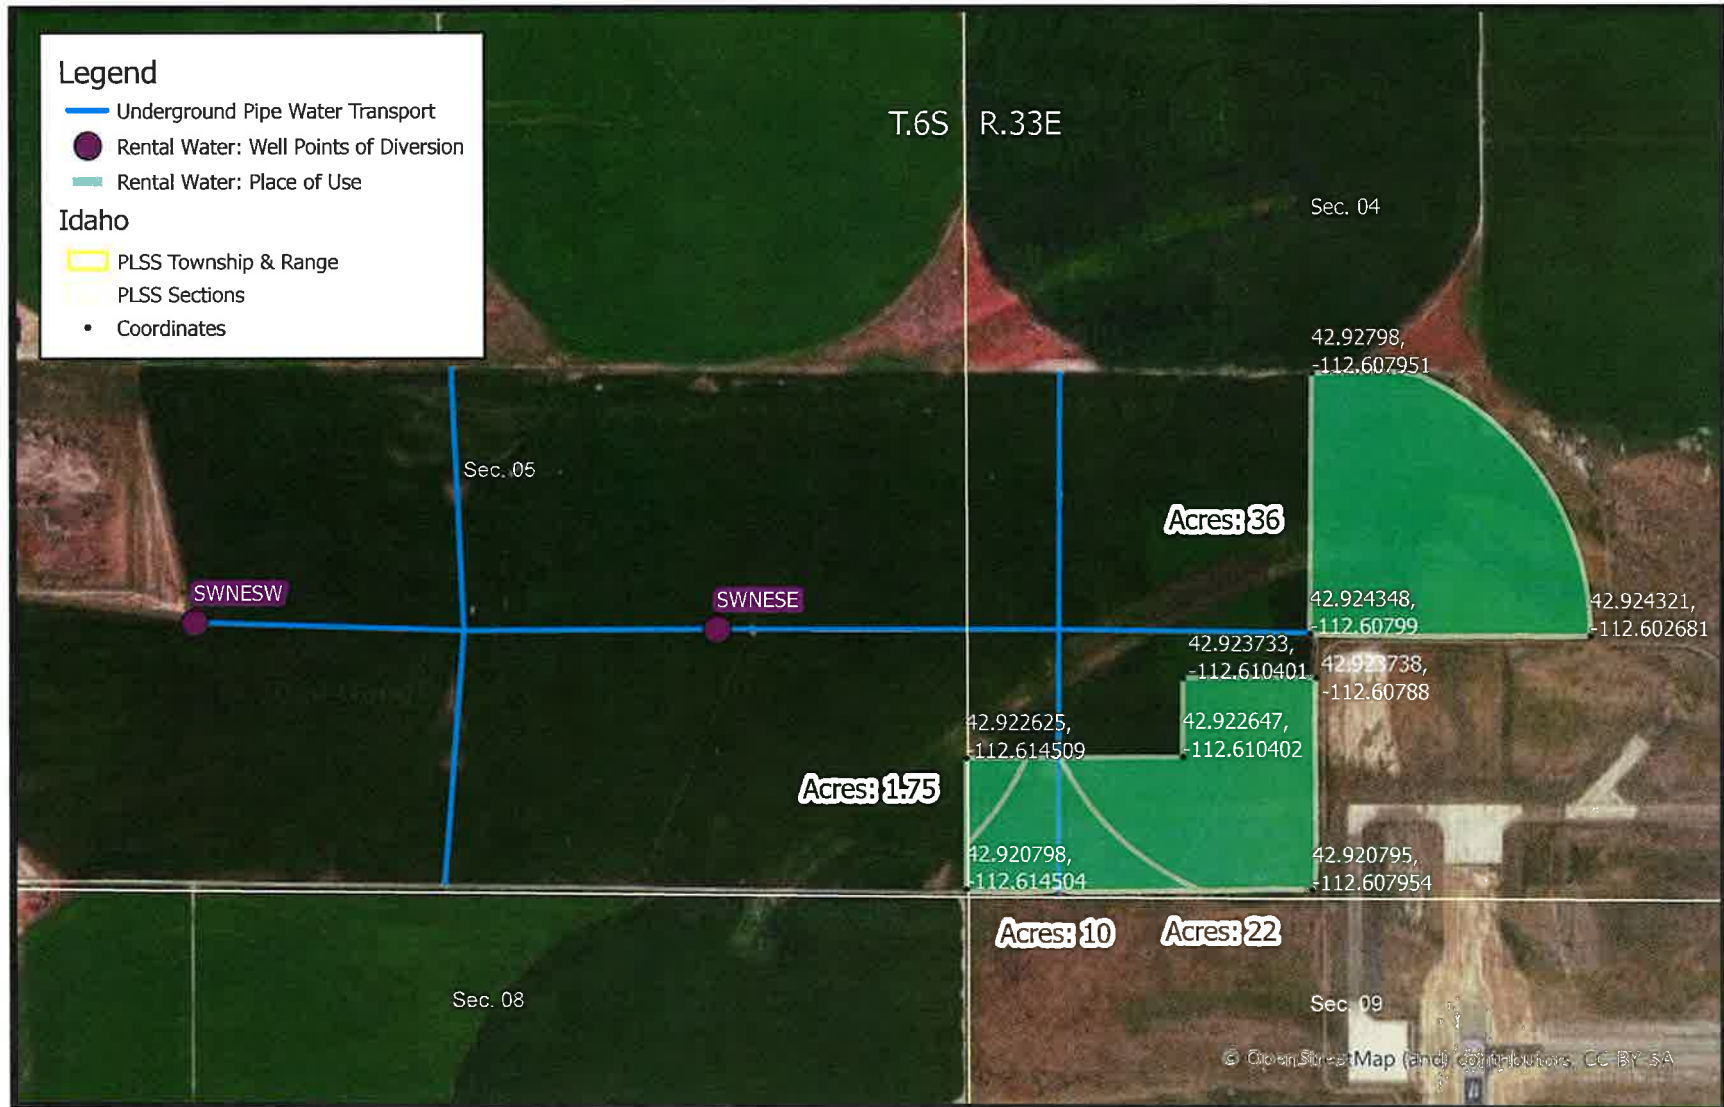 Legend
Underground Pipe Water Transport
Rental Water: Well Points of Diversion
Rental Water: Place of Use
Idaho
PLSS Township & Range
PLSS Sections
Coordinates
T.6S R.33E
Sec. 04
42.92798,
-112.607951
Sec. 05
Acres: 36
SWNESW
SWNESE
42.924348,
-112.60799
42.924321,
-112.602681
42.923733,
-112.610401
42.923738,
-112.60788
42.922625,
-112.614509
42.922647,
-112.610402
Acres: 1.75
42.920798,
-112.614504
42.920795,
-112.607954
Acres: 10
Acres: 22
Sec. 08
Sec. 09
© OpenStreetMap (and) contributors, CC-BY-SA